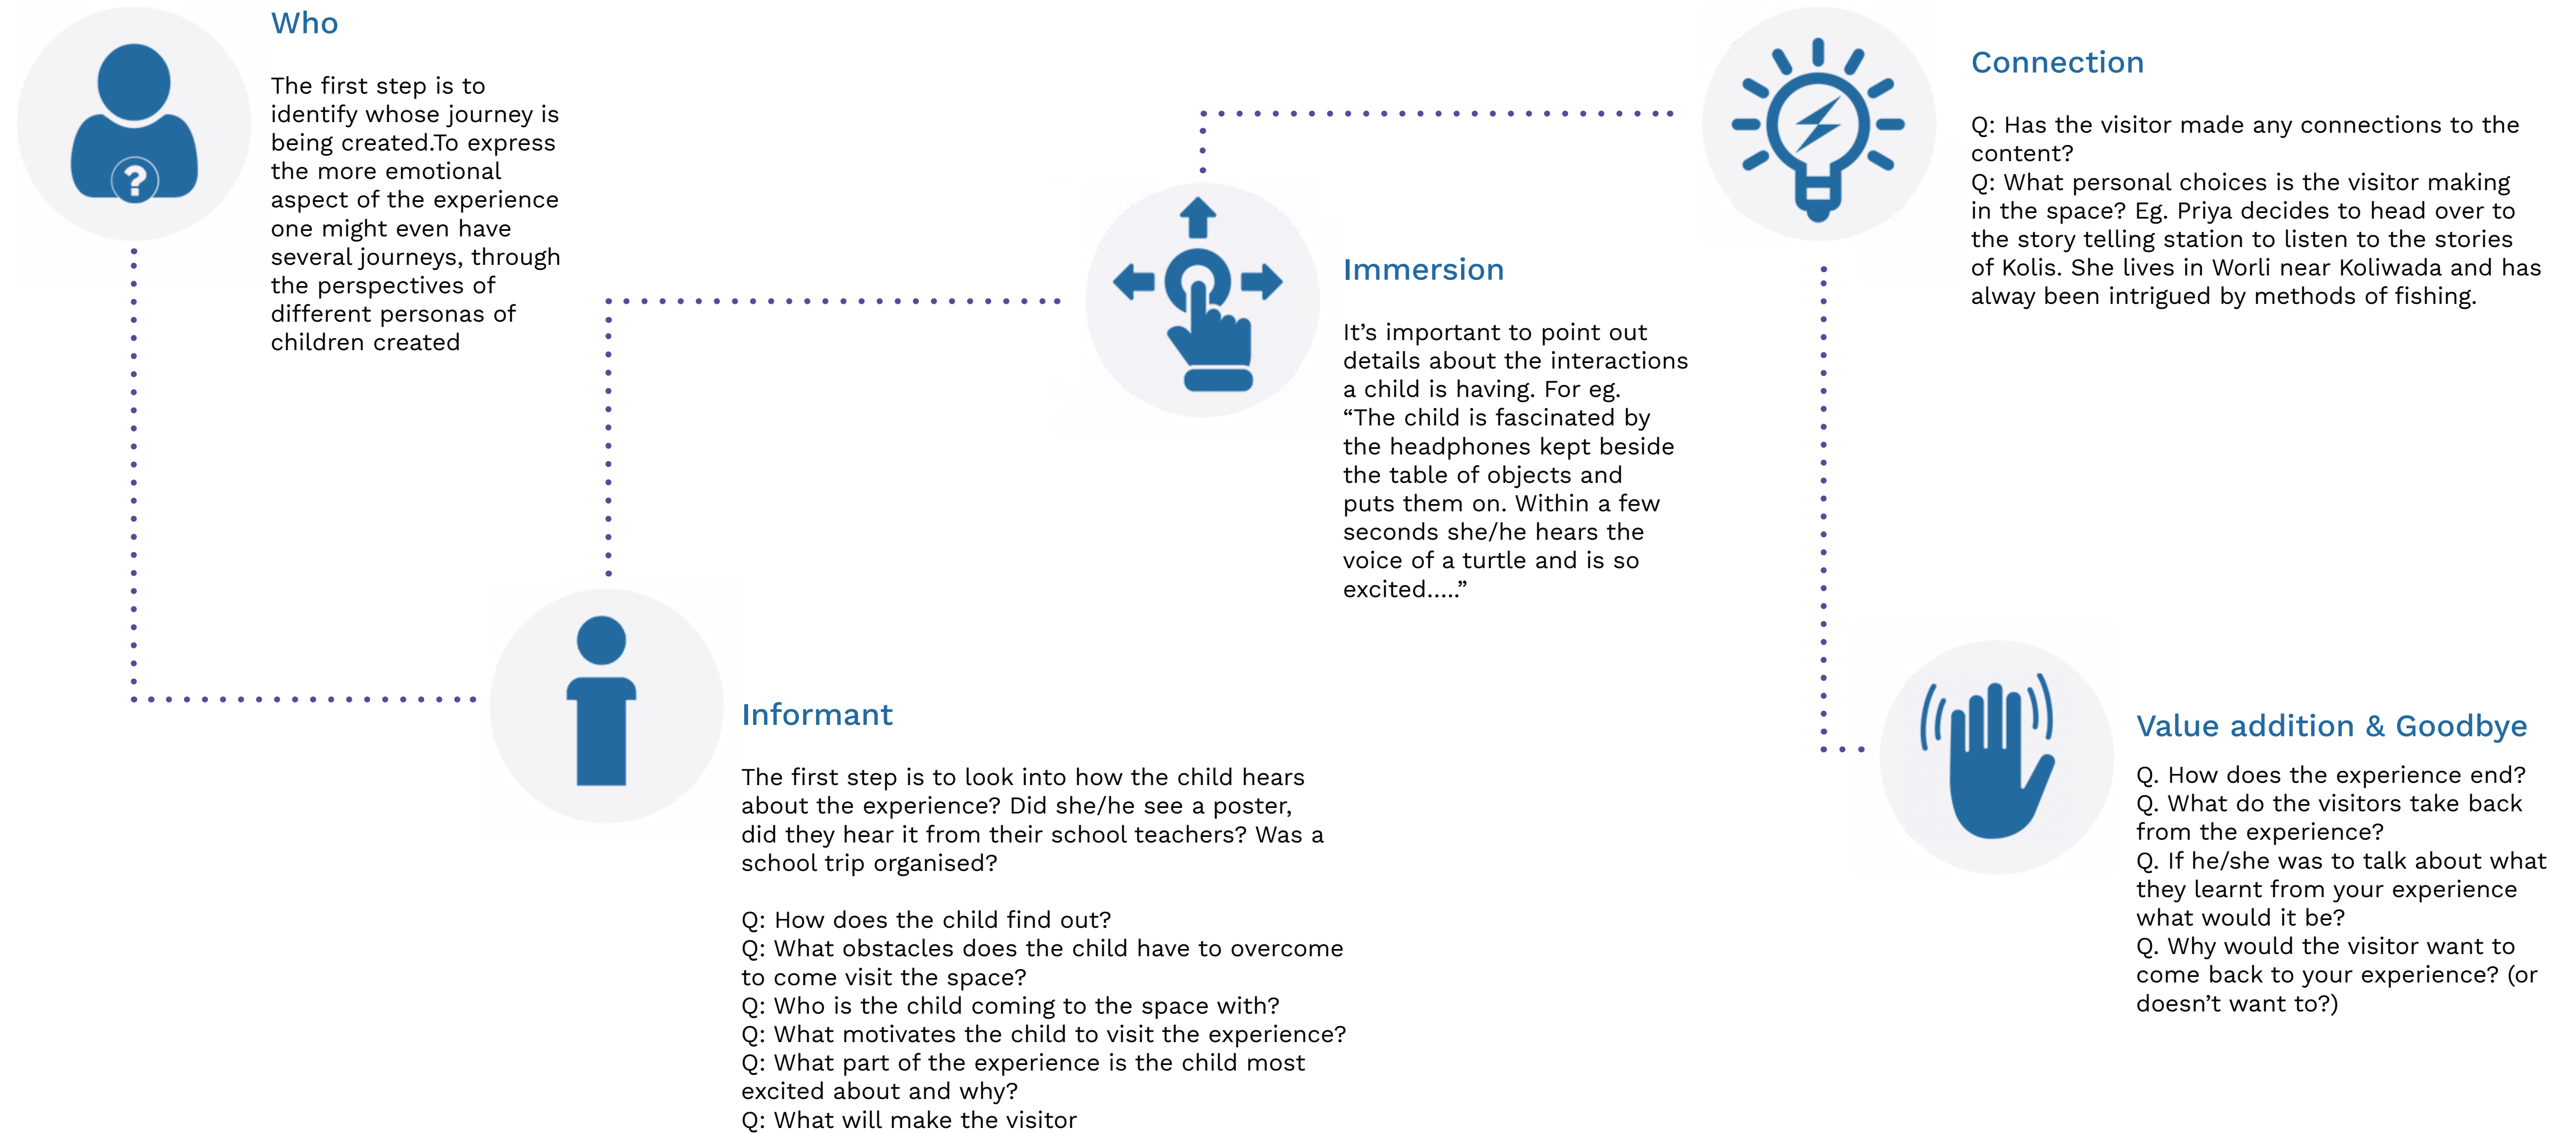 Who
The first step is to
identify whose journey is
being created.To express
the more emotional
aspect of the experience
one might even have
several journeys, through
the perspectives of
different personas of
children created
Informant
The first step is to look into how the child hears
about the experience? Did she/he see a poster,
did they hear it from their school teachers? Was a
school trip organised?
Q: How does the child find out?
Q: What obstacles does the child have to overcome
to come visit the space?
Q: Who is the child coming to the space with?
Q: What motivates the child to visit the experience?
Q: What part of the experience is the child most
excited about and why?
Q: What will make the visitor
Immersion
It’s important to point out
details about the interactions
a child is having. For eg.
“The child is fascinated by
the headphones kept beside
the table of objects and
puts them on. Within a few
seconds she/he hears the
voice of a turtle and is so
excited.....”
Connection
Q: Has the visitor made any connections to the
content?
Q: What personal choices is the visitor making
in the space? Eg. Priya decides to head over to
the story telling station to listen to the stories
of Kolis. She lives in Worli near Koliwada and has
alway been intrigued by methods of fishing.
Value addition & Goodbye
Q. How does the experience end?
Q. What do the visitors take back
from the experience?
Q. If he/she was to talk about what
they learnt from your experience
what would it be?
Q. Why would the visitor want to
come back to your experience? (or
doesn’t want to?)
?